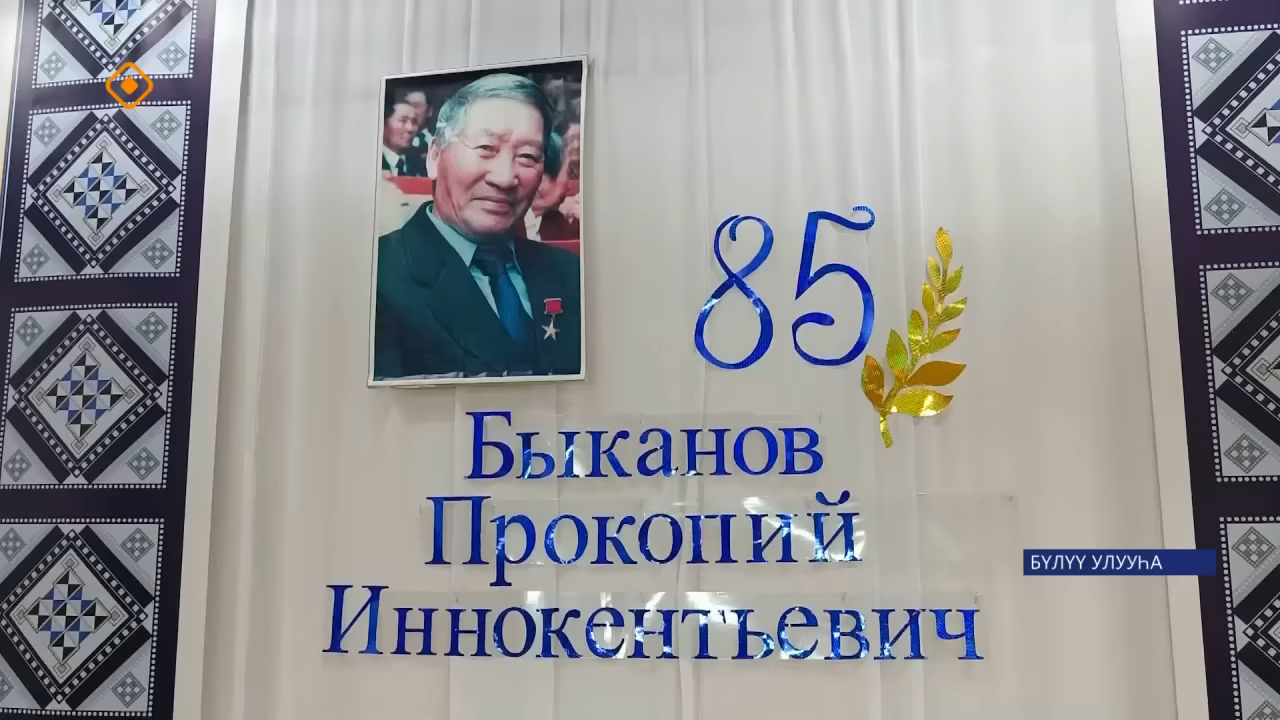 85
Быканов
Прокопий
Иннокентьевич
БҮЛҮҮ УЛУУҺА